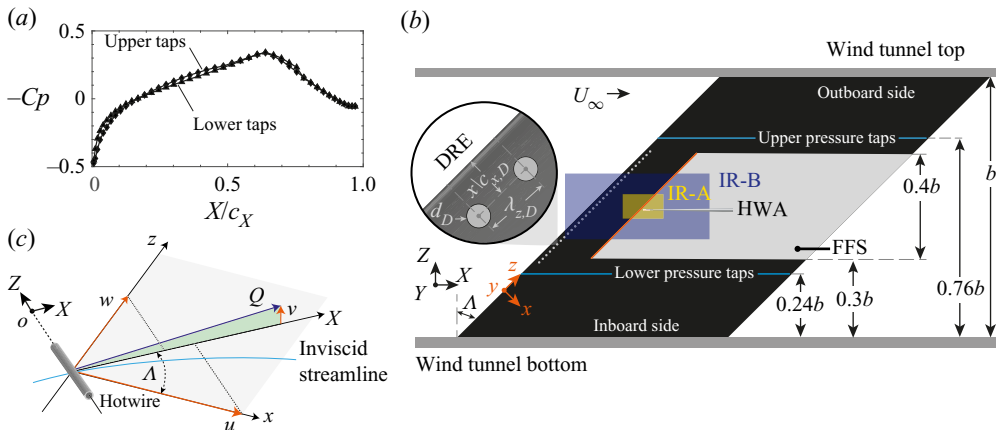 (a)
0.5
Upper taps
–Cp
0
Lower taps
–0.5
0
0.5
1.0
X/c_X
(b)
Wind tunnel top
U_∞
Outboard side
DRE
Upper pressure taps
b
x|c_{x,D}
IR-B
0.4b
IR-A
d_D
λ_{z,D}
HWA
FFS
Z
X
Y
z
Lower pressure taps
0.76b
y
x
Λ
0.24b
0.3b
Inboard side
Wind tunnel bottom
(c)
z
Z
X
w
Q
v
X
o
Λ
Inviscid
streamline
Hotwire
u
x